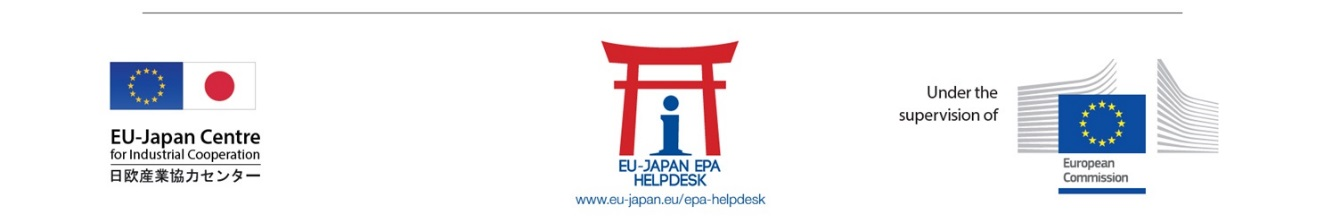 EU-Japan Centre
for Industrial Cooperation
日欧産業協力センター
i
EU-JAPAN EPA
HELPDESK
www.eu-japan.eu/epa-helpdesk
Under the
supervision of
European
Commission